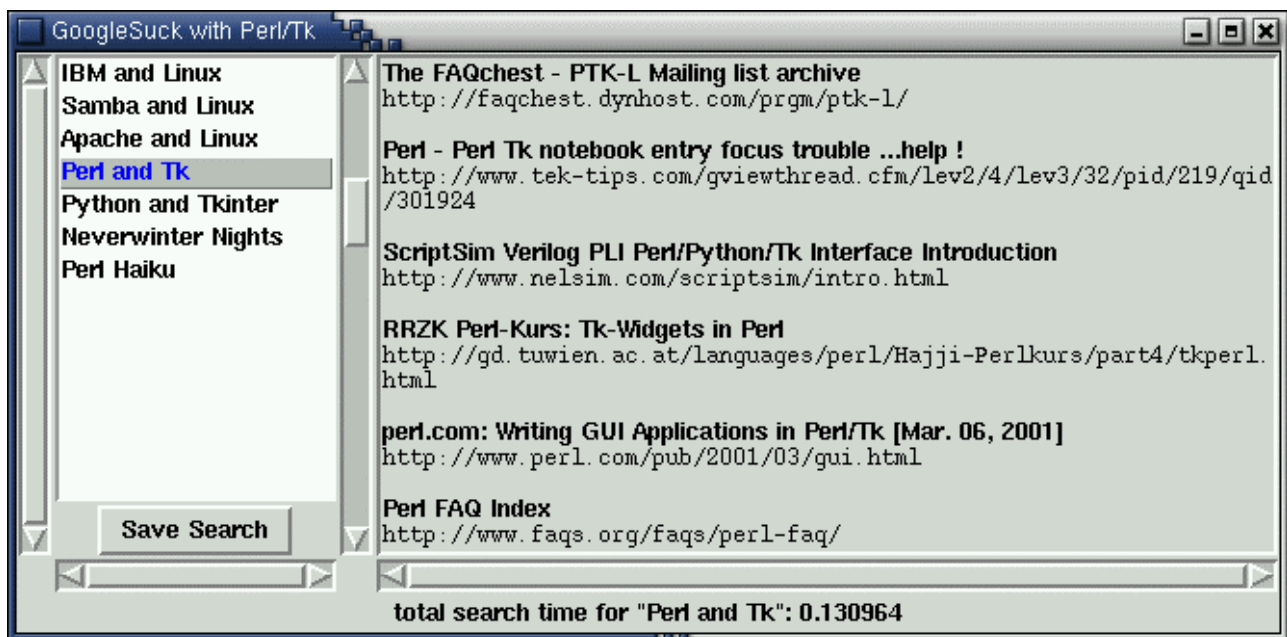 GoogleSuck with Perl/Tk
IBM and Linux
Samba and Linux
Apache and Linux
Perl and Tk
Python and Tkinter
Neverwinter Nights
Perl Haiku
Save Search
The FAQchest - PTK-L Mailing list archive
http://faqchest.dynhost.com/prgm/ptk-l/
Perl - Perl Tk notebook entry focus trouble ...help !
http://www.tek-tips.com/gviewthread.cfm/lev2/4/lev3/32/pid/219/qid
/301924
ScriptSim Verilog PLI Perl/Python/Tk Interface Introduction
http://www.nelsim.com/scriptsim/intro.html
RRZK Perl-Kurs: Tk-Widgets in Perl
http://gd.tuwien.ac.at/languages/perl/Hajji-Perlkurs/part4/tkperl.
html
perl.com: Writing GUI Applications in Perl/Tk [Mar. 06, 2001]
http://www.perl.com/pub/2001/03/gui.html
Perl FAQ Index
http://www.faqs.org/faqs/perl-faq/
total search time for "Perl and Tk": 0.130964